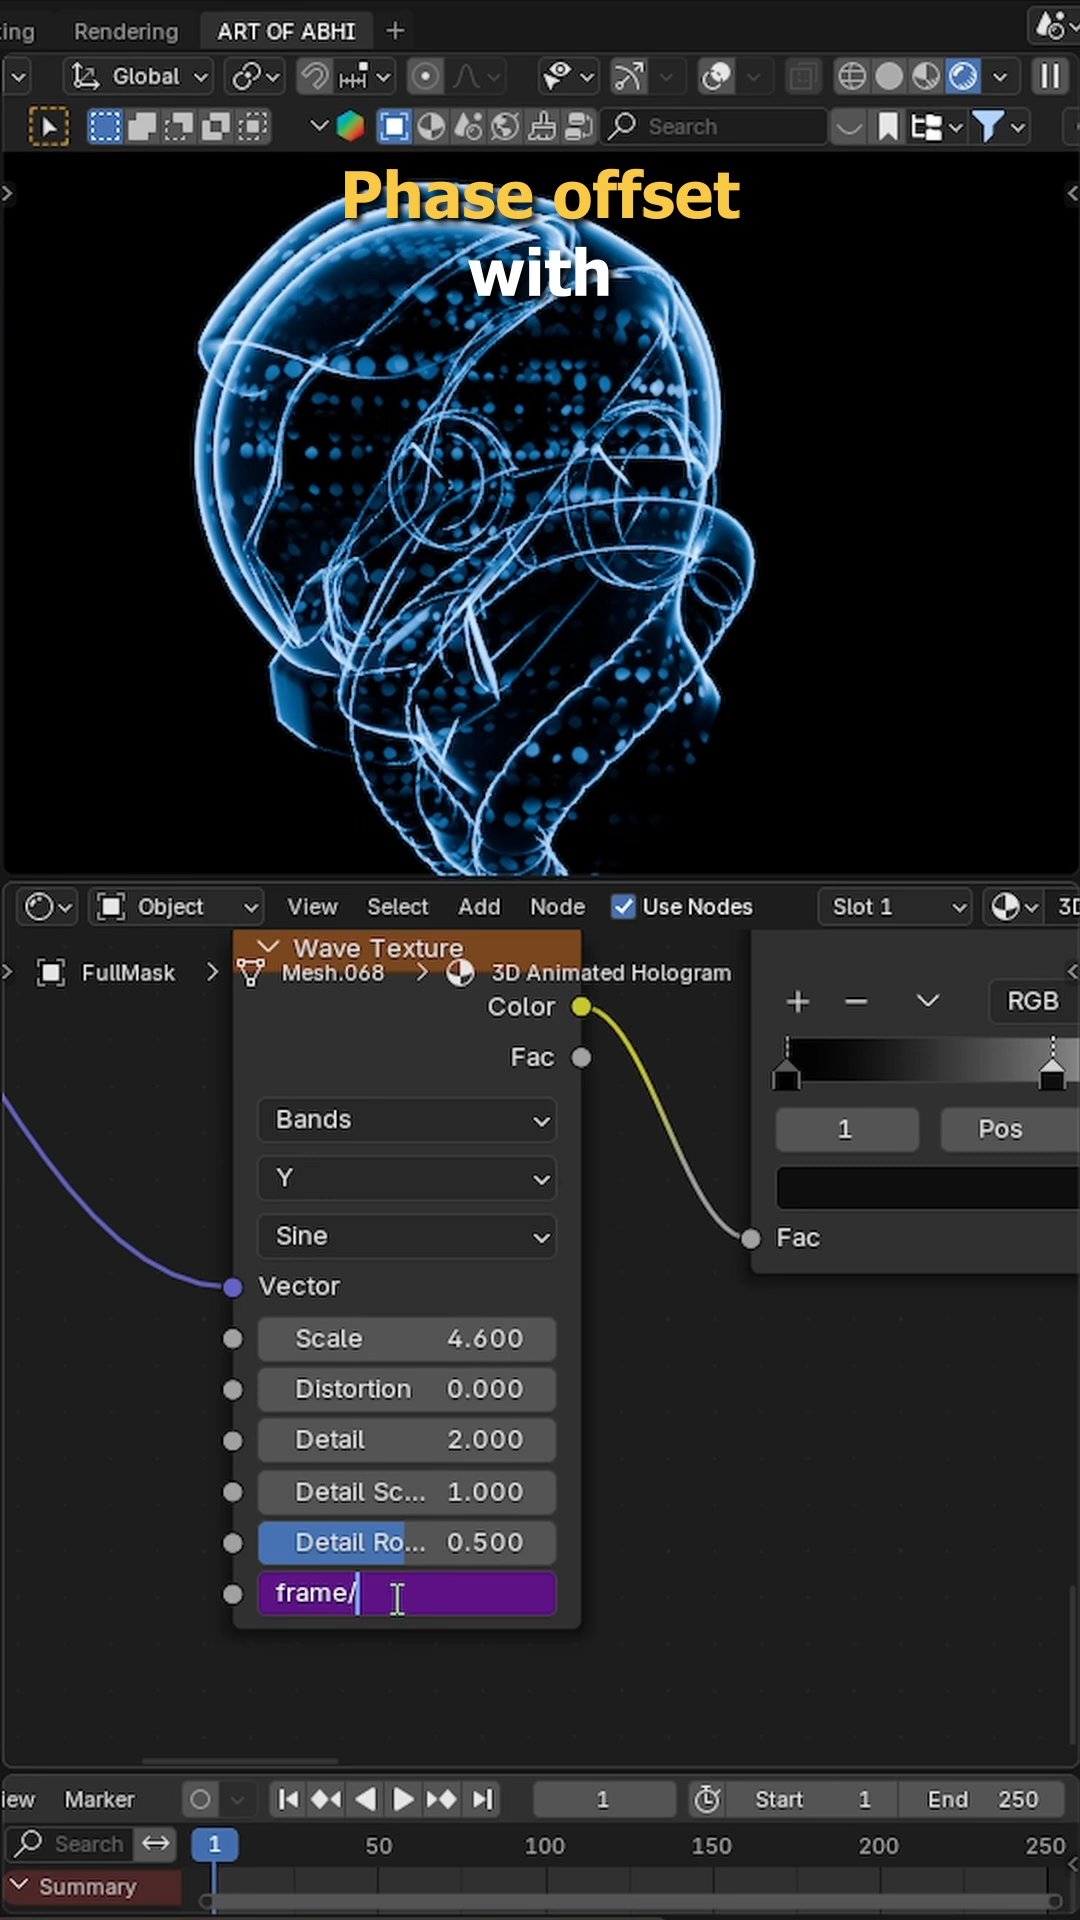 ting Rendering ART OF ABHI +
Global
Search
Phase offset
with
Object View Select Add Node Use Nodes Slot 1 3D
Wave Texture
FullMask > Mesh.068 > 3D Animated Hologram
Color
Fac
RGB
Bands
1 Pos
Y
Sine
Fac
Vector
Scale 4.600
Distortion 0.000
Detail 2.000
Detail Sc... 1.000
Detail Ro... 0.500
frame/
iew Marker 1 Start 1 End 250
Search 1 50 100 150 200 250
Summary